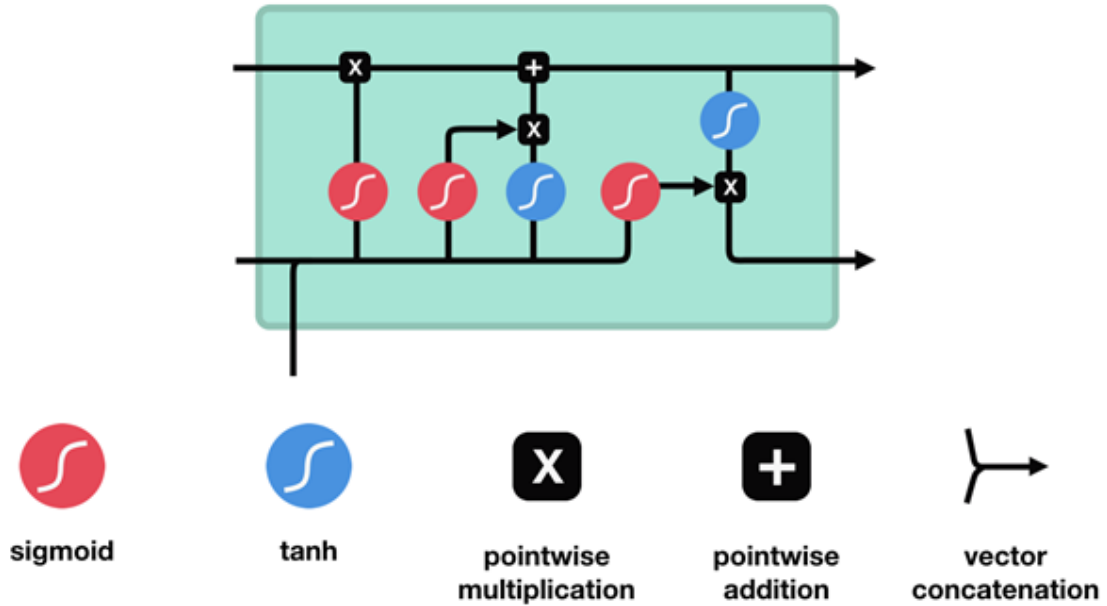 X
+
X
X
sigmoid
tanh
X
pointwise
multiplication
+
pointwise
addition
vector
concatenation